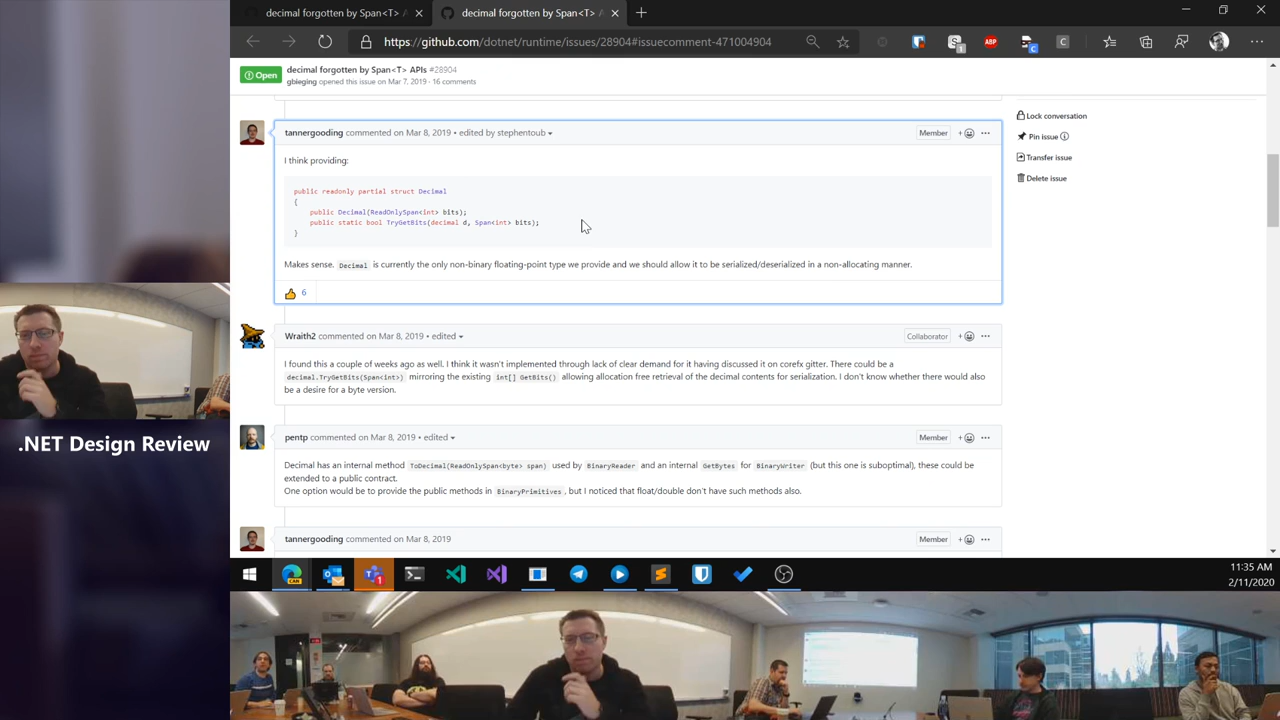 decimal forgotten by Span<T> A
decimal forgotten by Span<T> A
https://github.com/dotnet/runtime/issues/28904#issuecomment-471004904
Open
decimal forgotten by Span<T> APIs #28904
gbieging opened this issue on Mar 7, 2019 · 16 comments
Lock conversation
Pin issue
Transfer issue
Delete issue
tannergooding commented on Mar 8, 2019 • edited by stephentoub
Member
I think providing:
public readonly partial struct Decimal
{
public Decimal(ReadOnlySpan<int> bits);
public static bool TryGetBits(decimal d, Span<int> bits);
}
Makes sense. Decimal is currently the only non-binary floating-point type we provide and we should allow it to be serialized/deserialized in a non-allocating manner.
6
Wraith2 commented on Mar 8, 2019 • edited
Collaborator
I found this a couple of weeks ago as well. I think it wasn't implemented through lack of clear demand for it having discussed it on corefx gitter. There could be a
decimal.TryGetBits(Span<int>) mirroring the existing int[] GetBits() allowing allocation free retrieval of the decimal contents for serialization. I don't know whether there would also
be a desire for a byte version.
pentp commented on Mar 8, 2019 • edited
Member
Decimal has an internal method ToDecimal(ReadOnlySpan<byte> span) used by BinaryReader and an internal GetBytes for BinaryWriter (but this one is suboptimal), these could be
extended to a public contract.
One option would be to provide the public methods in BinaryPrimitives, but I noticed that float/double don't have such methods also.
tannergooding commented on Mar 8, 2019
Member
.NET Design Review
11:35 AM
2/11/2020